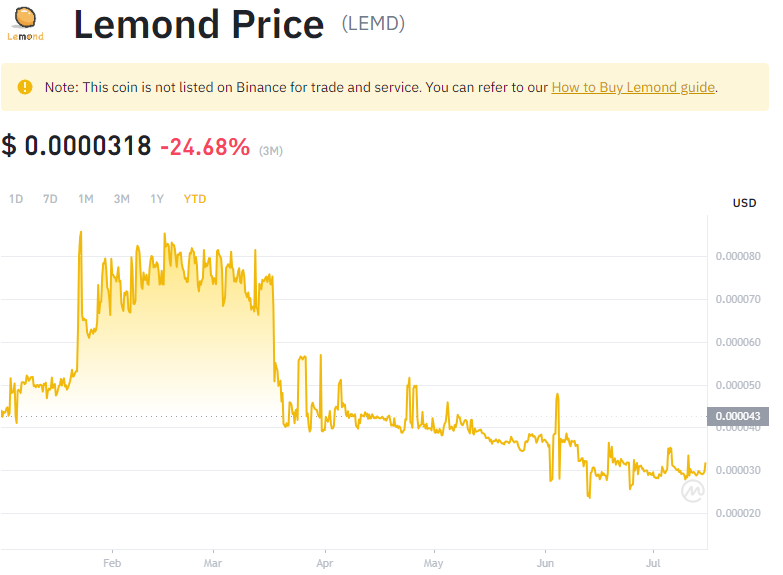 Lemond
Lemond Price (LEMD)
Note: This coin is not listed on Binance for trade and service. You can refer to our How to Buy Lemond guide.
$ 0.0000318 -24.68% (3M)
1D 7D 1M 3M 1Y YTD
USD
0.000080
0.000070
0.000060
0.000050
0.000043
0.000040
0.000030
0.000020
Feb Mar Apr May Jun Jul